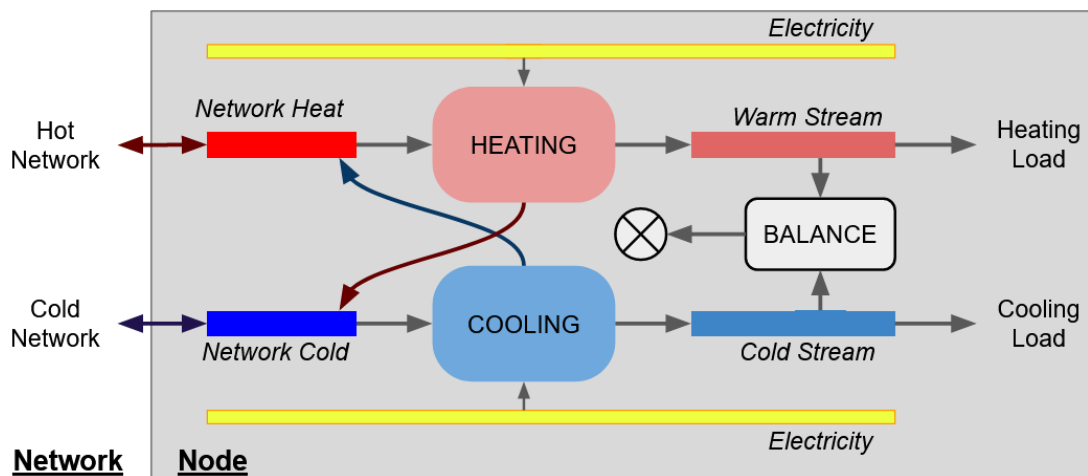 Electricity
Network Heat
Warm Stream
Hot
Network
HEATING
Heating
Load
BALANCE
Cold
Network
COOLING
Cooling
Load
Network Cold
Cold Stream
Electricity
Network
Node